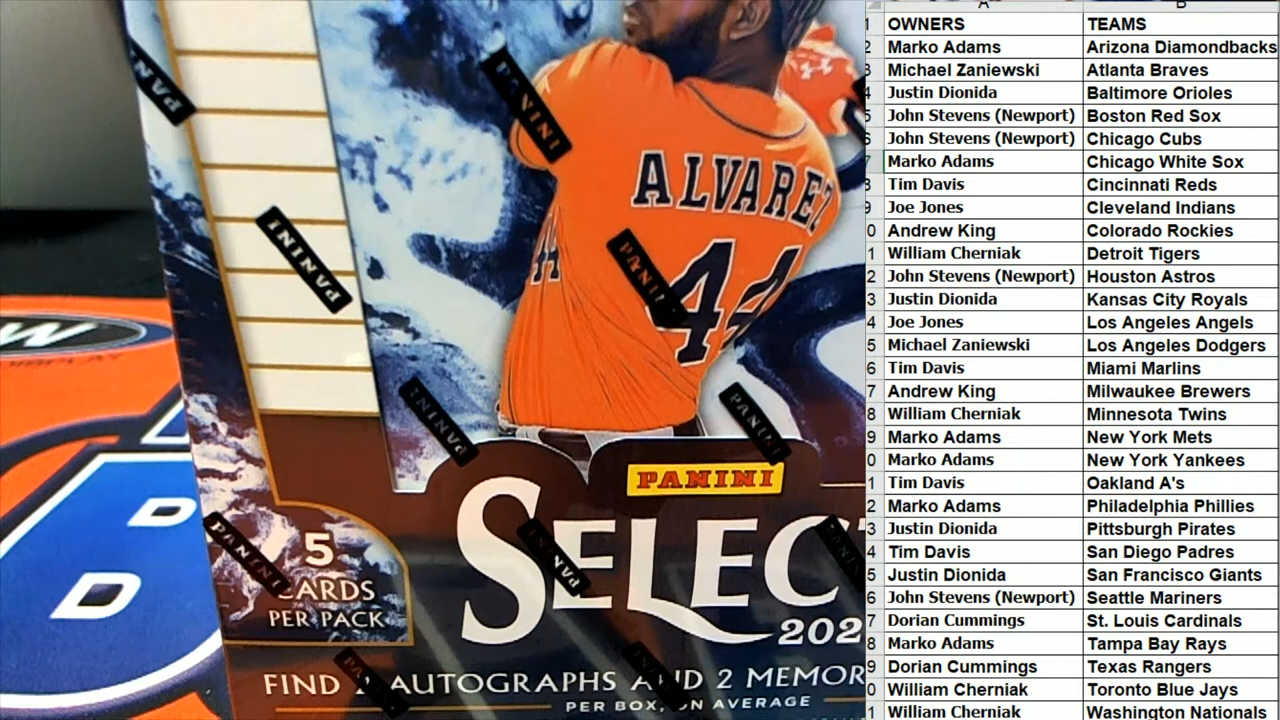 PANINI
PANINI
ALVAREZ
44
44
PANINI
PANINI
PANINI
PANINI
PANINI
SELEC
PANINI
PANINI
5
CARDS
PER PACK
202
FIND 2 AUTOGRAPHS AND 2 MEMOR
PER BOX, ON AVERAGE
W
D
D
A B
OWNERS TEAMS
Marko Adams Arizona Diamondbacks
Michael Zaniewski Atlanta Braves
Justin Dionida Baltimore Orioles
John Stevens (Newport) Boston Red Sox
John Stevens (Newport) Chicago Cubs
Marko Adams Chicago White Sox
Tim Davis Cincinnati Reds
Joe Jones Cleveland Indians
Andrew King Colorado Rockies
William Cherniak Detroit Tigers
John Stevens (Newport) Houston Astros
Justin Dionida Kansas City Royals
Joe Jones Los Angeles Angels
Michael Zaniewski Los Angeles Dodgers
Tim Davis Miami Marlins
Andrew King Milwaukee Brewers
William Cherniak Minnesota Twins
Marko Adams New York Mets
Marko Adams New York Yankees
Tim Davis Oakland A's
Marko Adams Philadelphia Phillies
Justin Dionida Pittsburgh Pirates
Tim Davis San Diego Padres
Justin Dionida San Francisco Giants
John Stevens (Newport) Seattle Mariners
Dorian Cummings St. Louis Cardinals
Marko Adams Tampa Bay Rays
Dorian Cummings Texas Rangers
William Cherniak Toronto Blue Jays
William Cherniak Washington Nationals